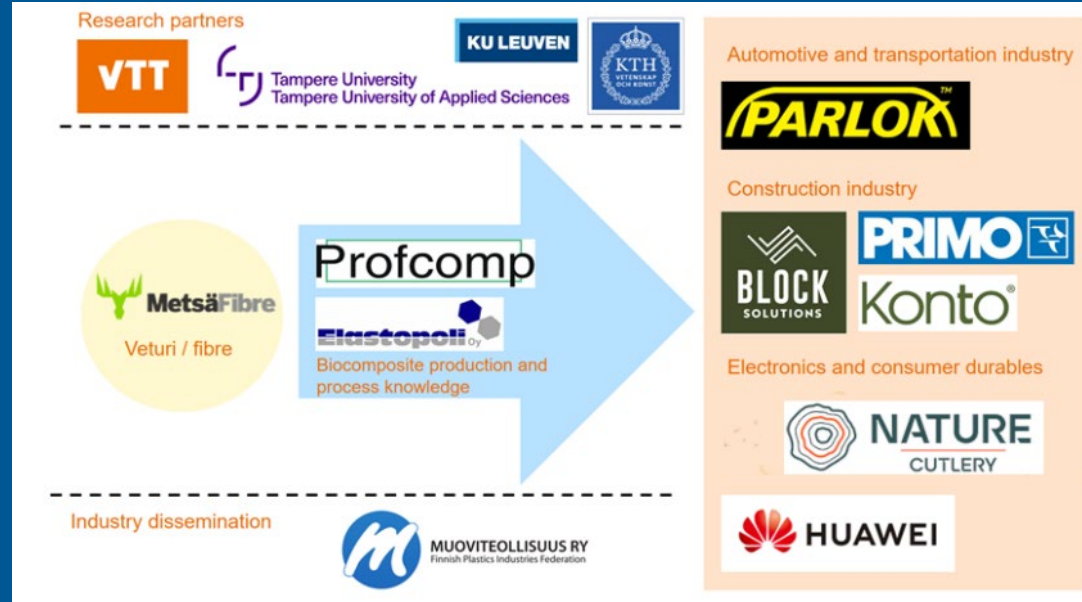 Research partners
VTT
Tampere University
Tampere University of Applied Sciences
KU LEUVEN
KTH
VETENSKAP
OCH KONST
MetsäFibre
Veturi / fibre
Profcomp
Elastopoli Oy
Biocomposite production and
process knowledge
Automotive and transportation industry
PARLOK™
Construction industry
BLOCK
SOLUTIONS
PRIMO
Konto®
Electronics and consumer durables
NATURE
CUTLERY
HUAWEI
Industry dissemination
MUOVITEOLLISUUS RY
Finnish Plastics Industries Federation